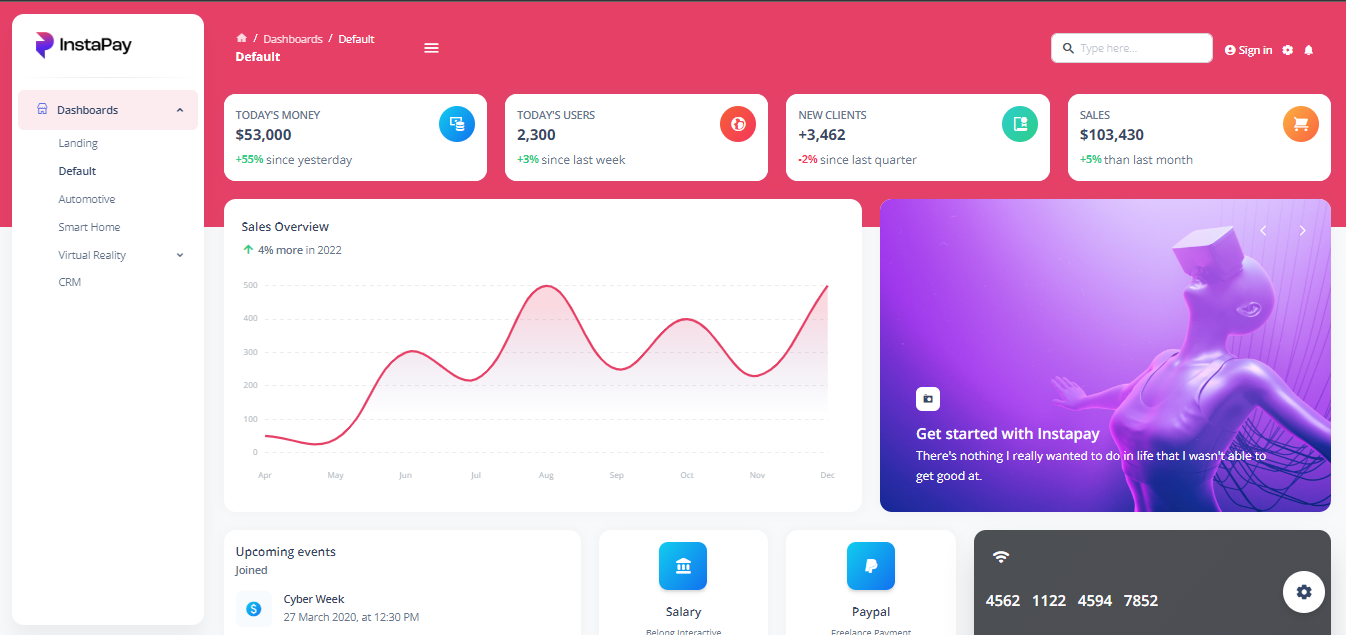 InstaPay
Dashboards
Landing
Default
Automotive
Smart Home
Virtual Reality
CRM
/ Dashboards / Default
Default
Type here...
Sign in
TODAY'S MONEY
$53,000
+55% since yesterday
TODAY'S USERS
2,300
+3% since last week
NEW CLIENTS
+3,462
-2% since last quarter
SALES
$103,430
+5% than last month
Sales Overview
4% more in 2022
500
400
300
200
100
0
Apr May Jun Jul Aug Sep Oct Nov Dec
Get started with Instapay
There's nothing I really wanted to do in life that I wasn't able to
get good at.
Upcoming events
Joined
Cyber Week
27 March 2020, at 12:30 PM
Salary
Belong Interactive
Paypal
Freelance Payment
4562 1122 4594 7852